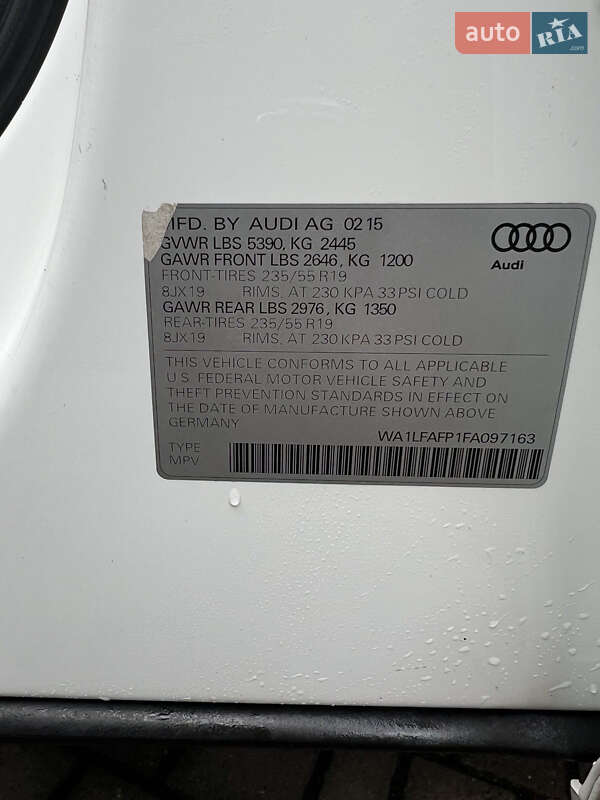 auto RIA
.com
MFD. BY AUDI AG 02 15
GVWR LBS 5390, KG 2445
GAWR FRONT LBS 2646, KG 1200
FRONT-TIRES 235/55 R19
8JX19 RIMS, AT 230 KPA 33 PSI COLD
GAWR REAR LBS 2976, KG 1350
REAR-TIRES 235/55 R19
8JX19 RIMS, AT 230 KPA 33 PSI COLD
Audi
THIS VEHICLE CONFORMS TO ALL APPLICABLE
U.S. FEDERAL MOTOR VEHICLE SAFETY AND
THEFT PREVENTION STANDARDS IN EFFECT ON
THE DATE OF MANUFACTURE SHOWN ABOVE
GERMANY
WA1LFAFP1FA097163
TYPE
MPV